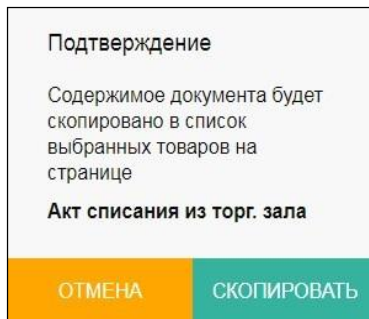 Подтверждение
Содержимое документа будет
скопировано в список
выбранных товаров на
странице
Акт списания из торг. зала
ОТМЕНА
СКОПИРОВАТЬ